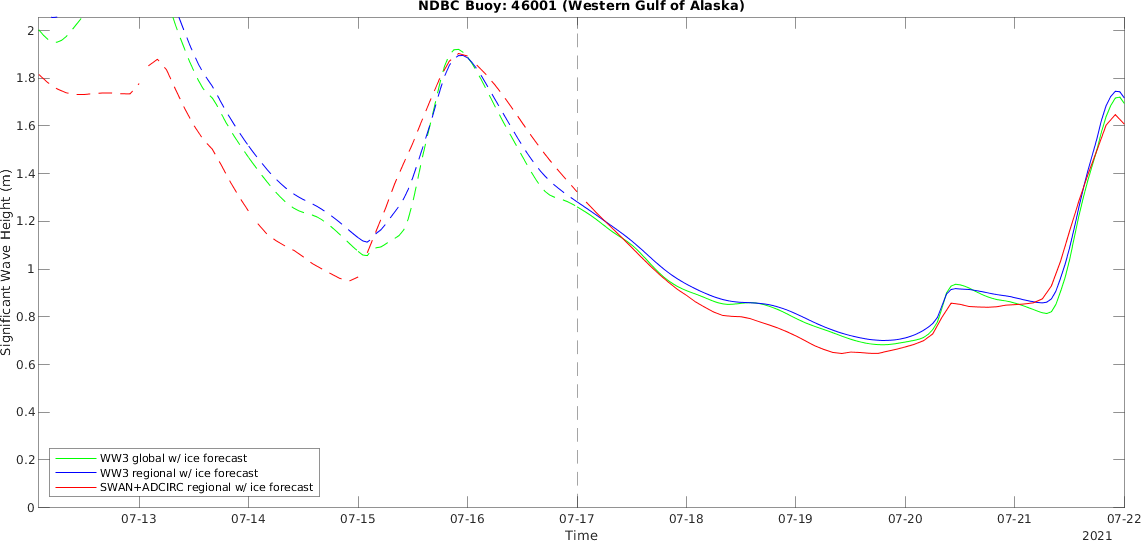 NDBC Buoy: 46001 (Western Gulf of Alaska)
Significant Wave Height (m)
2
1.8
1.6
1.4
1.2
1
0.8
0.6
0.4
0.2
0
WW3 global w/ ice forecast
WW3 regional w/ ice forecast
SWAN+ADCIRC regional w/ ice forecast
07-13 07-14 07-15 07-16 07-17 07-18 07-19 07-20 07-21 07-22
Time
2021